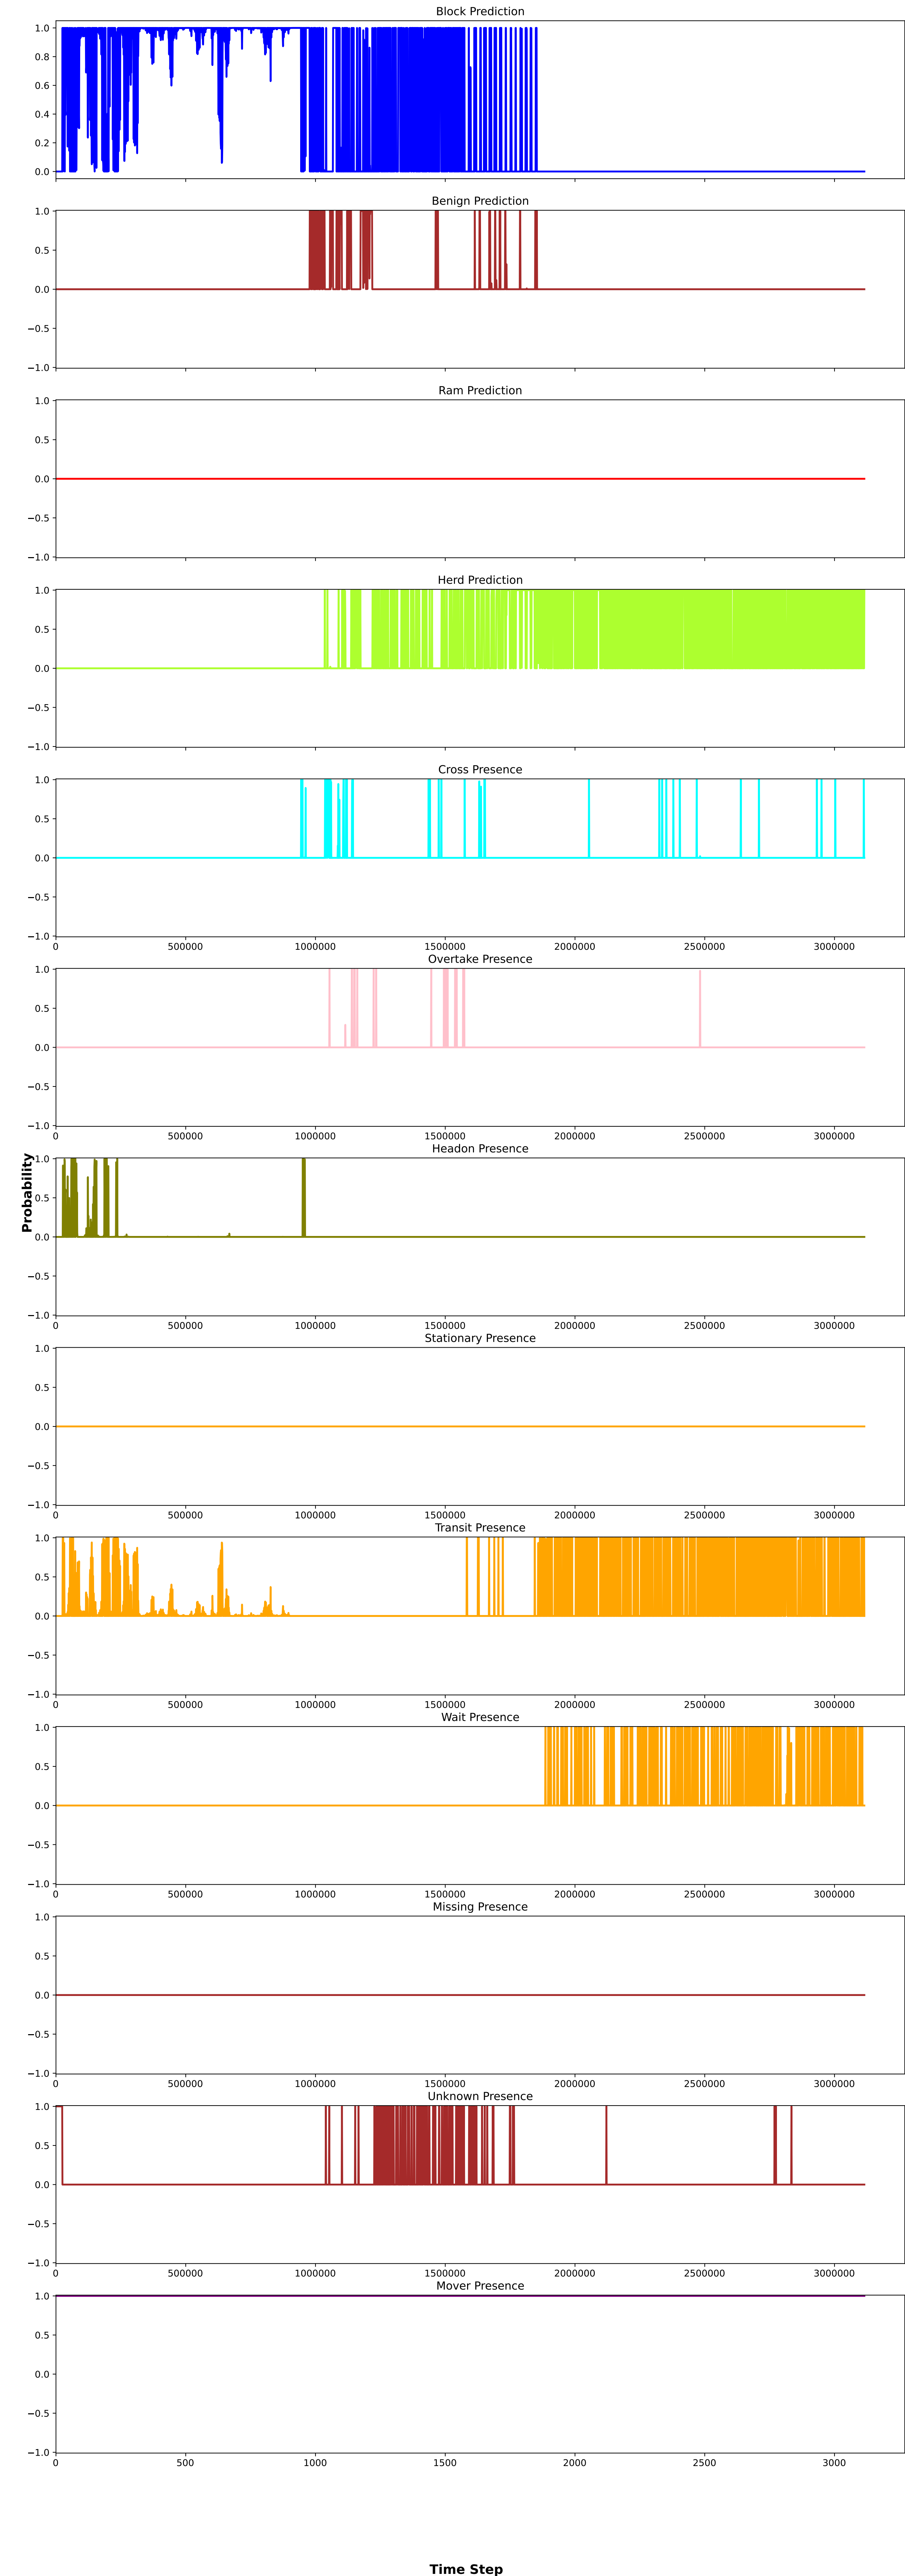 Block Prediction
1.0
0.8
0.6
0.4
0.2
0.0
Benign Prediction
1.0
0.5
0.0
−0.5
−1.0
Ram Prediction
1.0
0.5
0.0
−0.5
−1.0
Herd Prediction
1.0
0.5
0.0
−0.5
−1.0
Cross Presence
1.0
0.5
0.0
−0.5
−1.0
0 500000 1000000 1500000 2000000 2500000 3000000
Overtake Presence
1.0
0.5
0.0
−0.5
−1.0
0 500000 1000000 1500000 2000000 2500000 3000000
Headon Presence
Probability
1.0
0.5
0.0
−0.5
−1.0
0 500000 1000000 1500000 2000000 2500000 3000000
Stationary Presence
1.0
0.5
0.0
−0.5
−1.0
0 500000 1000000 1500000 2000000 2500000 3000000
Transit Presence
1.0
0.5
0.0
−0.5
−1.0
0 500000 1000000 1500000 2000000 2500000 3000000
Wait Presence
1.0
0.5
0.0
−0.5
−1.0
0 500000 1000000 1500000 2000000 2500000 3000000
Missing Presence
1.0
0.5
0.0
−0.5
−1.0
0 500000 1000000 1500000 2000000 2500000 3000000
Unknown Presence
1.0
0.5
0.0
−0.5
−1.0
0 500000 1000000 1500000 2000000 2500000 3000000
Mover Presence
1.0
0.5
0.0
−0.5
−1.0
0 500 1000 1500 2000 2500 3000
Time Step